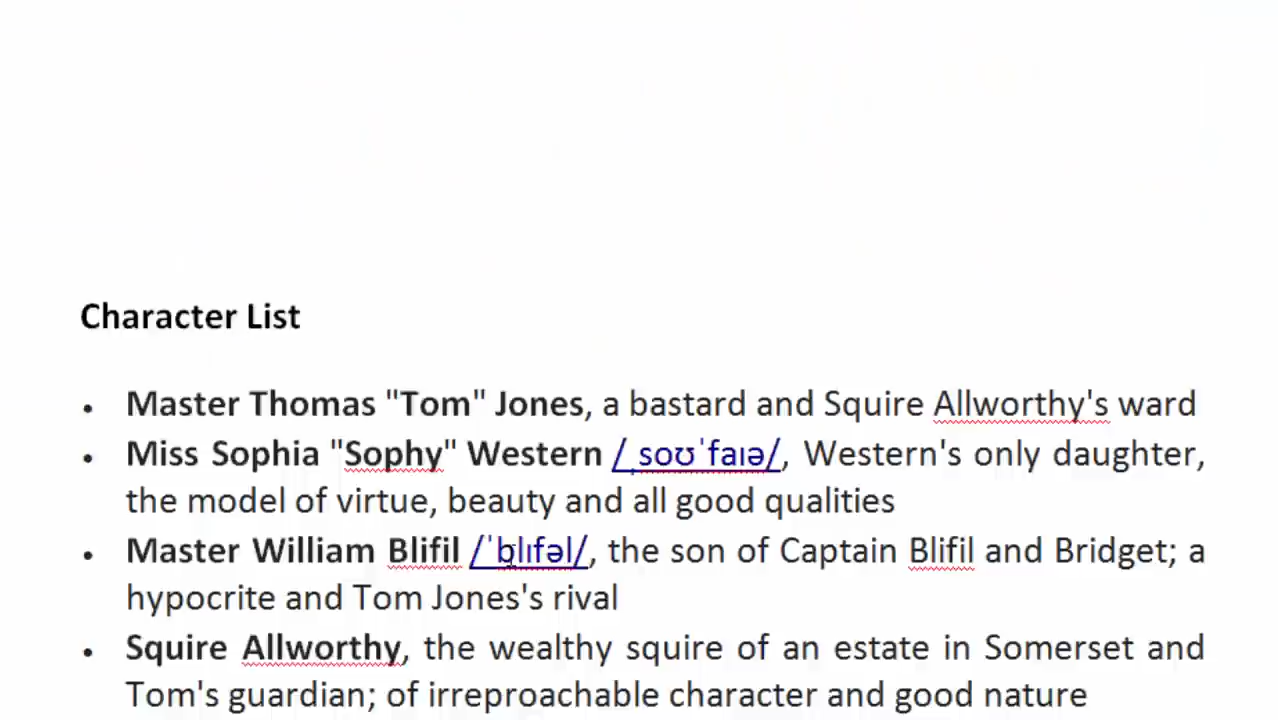 Character List
• Master Thomas "Tom" Jones, a bastard and Squire Allworthy's ward
• Miss Sophia "Sophy" Western /ˌsoʊˈfaɪə/, Western's only daughter,
the model of virtue, beauty and all good qualities
• Master William Blifil /ˈblɪfəl/, the son of Captain Blifil and Bridget; a
hypocrite and Tom Jones's rival
• Squire Allworthy, the wealthy squire of an estate in Somerset and
Tom's guardian; of irreproachable character and good nature